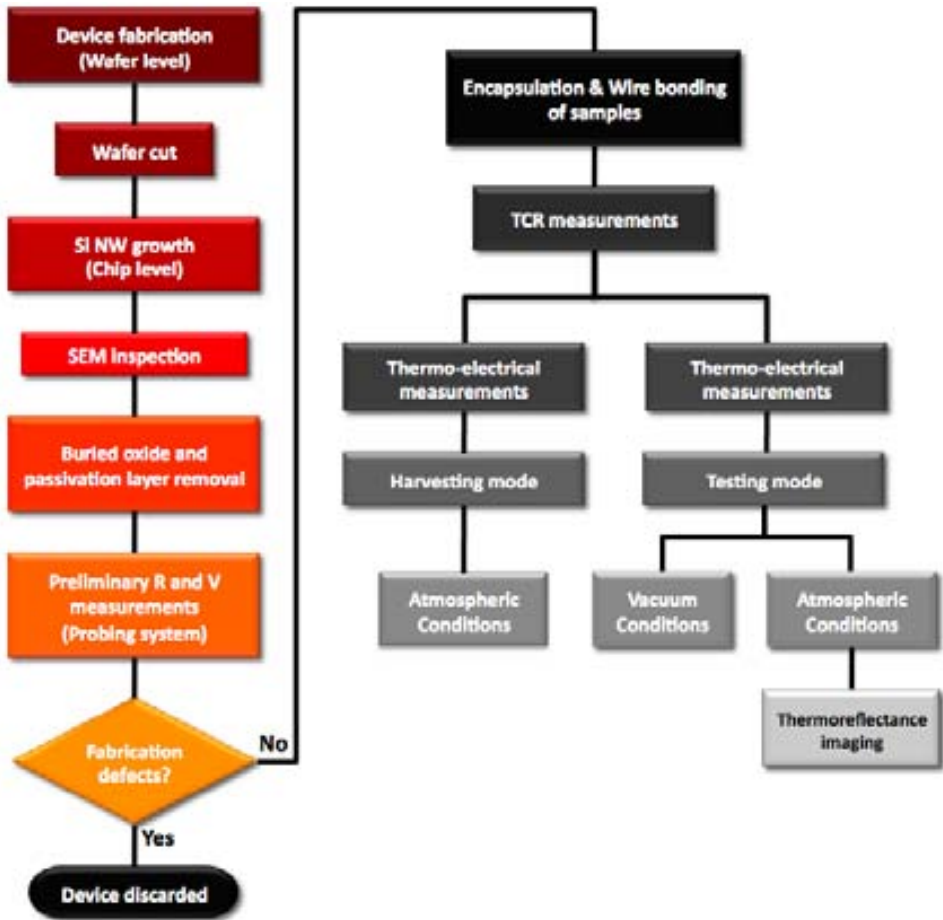 Device fabrication
(Wafer level)
Wafer cut
Si NW growth
(Chip level)
SEM inspection
Buried oxide and
passivation layer removal
Preliminary R and V
measurements
(Probing system)
Fabrication
defects?
No
Yes
Device discarded
Encapsulation & Wire bonding
of samples
TCR measurements
Thermo-electrical
measurements
Harvesting mode
Atmospheric
Conditions
Thermo-electrical
measurements
Testing mode
Vacuum
Conditions
Atmospheric
Conditions
Thermoreflectance
imaging